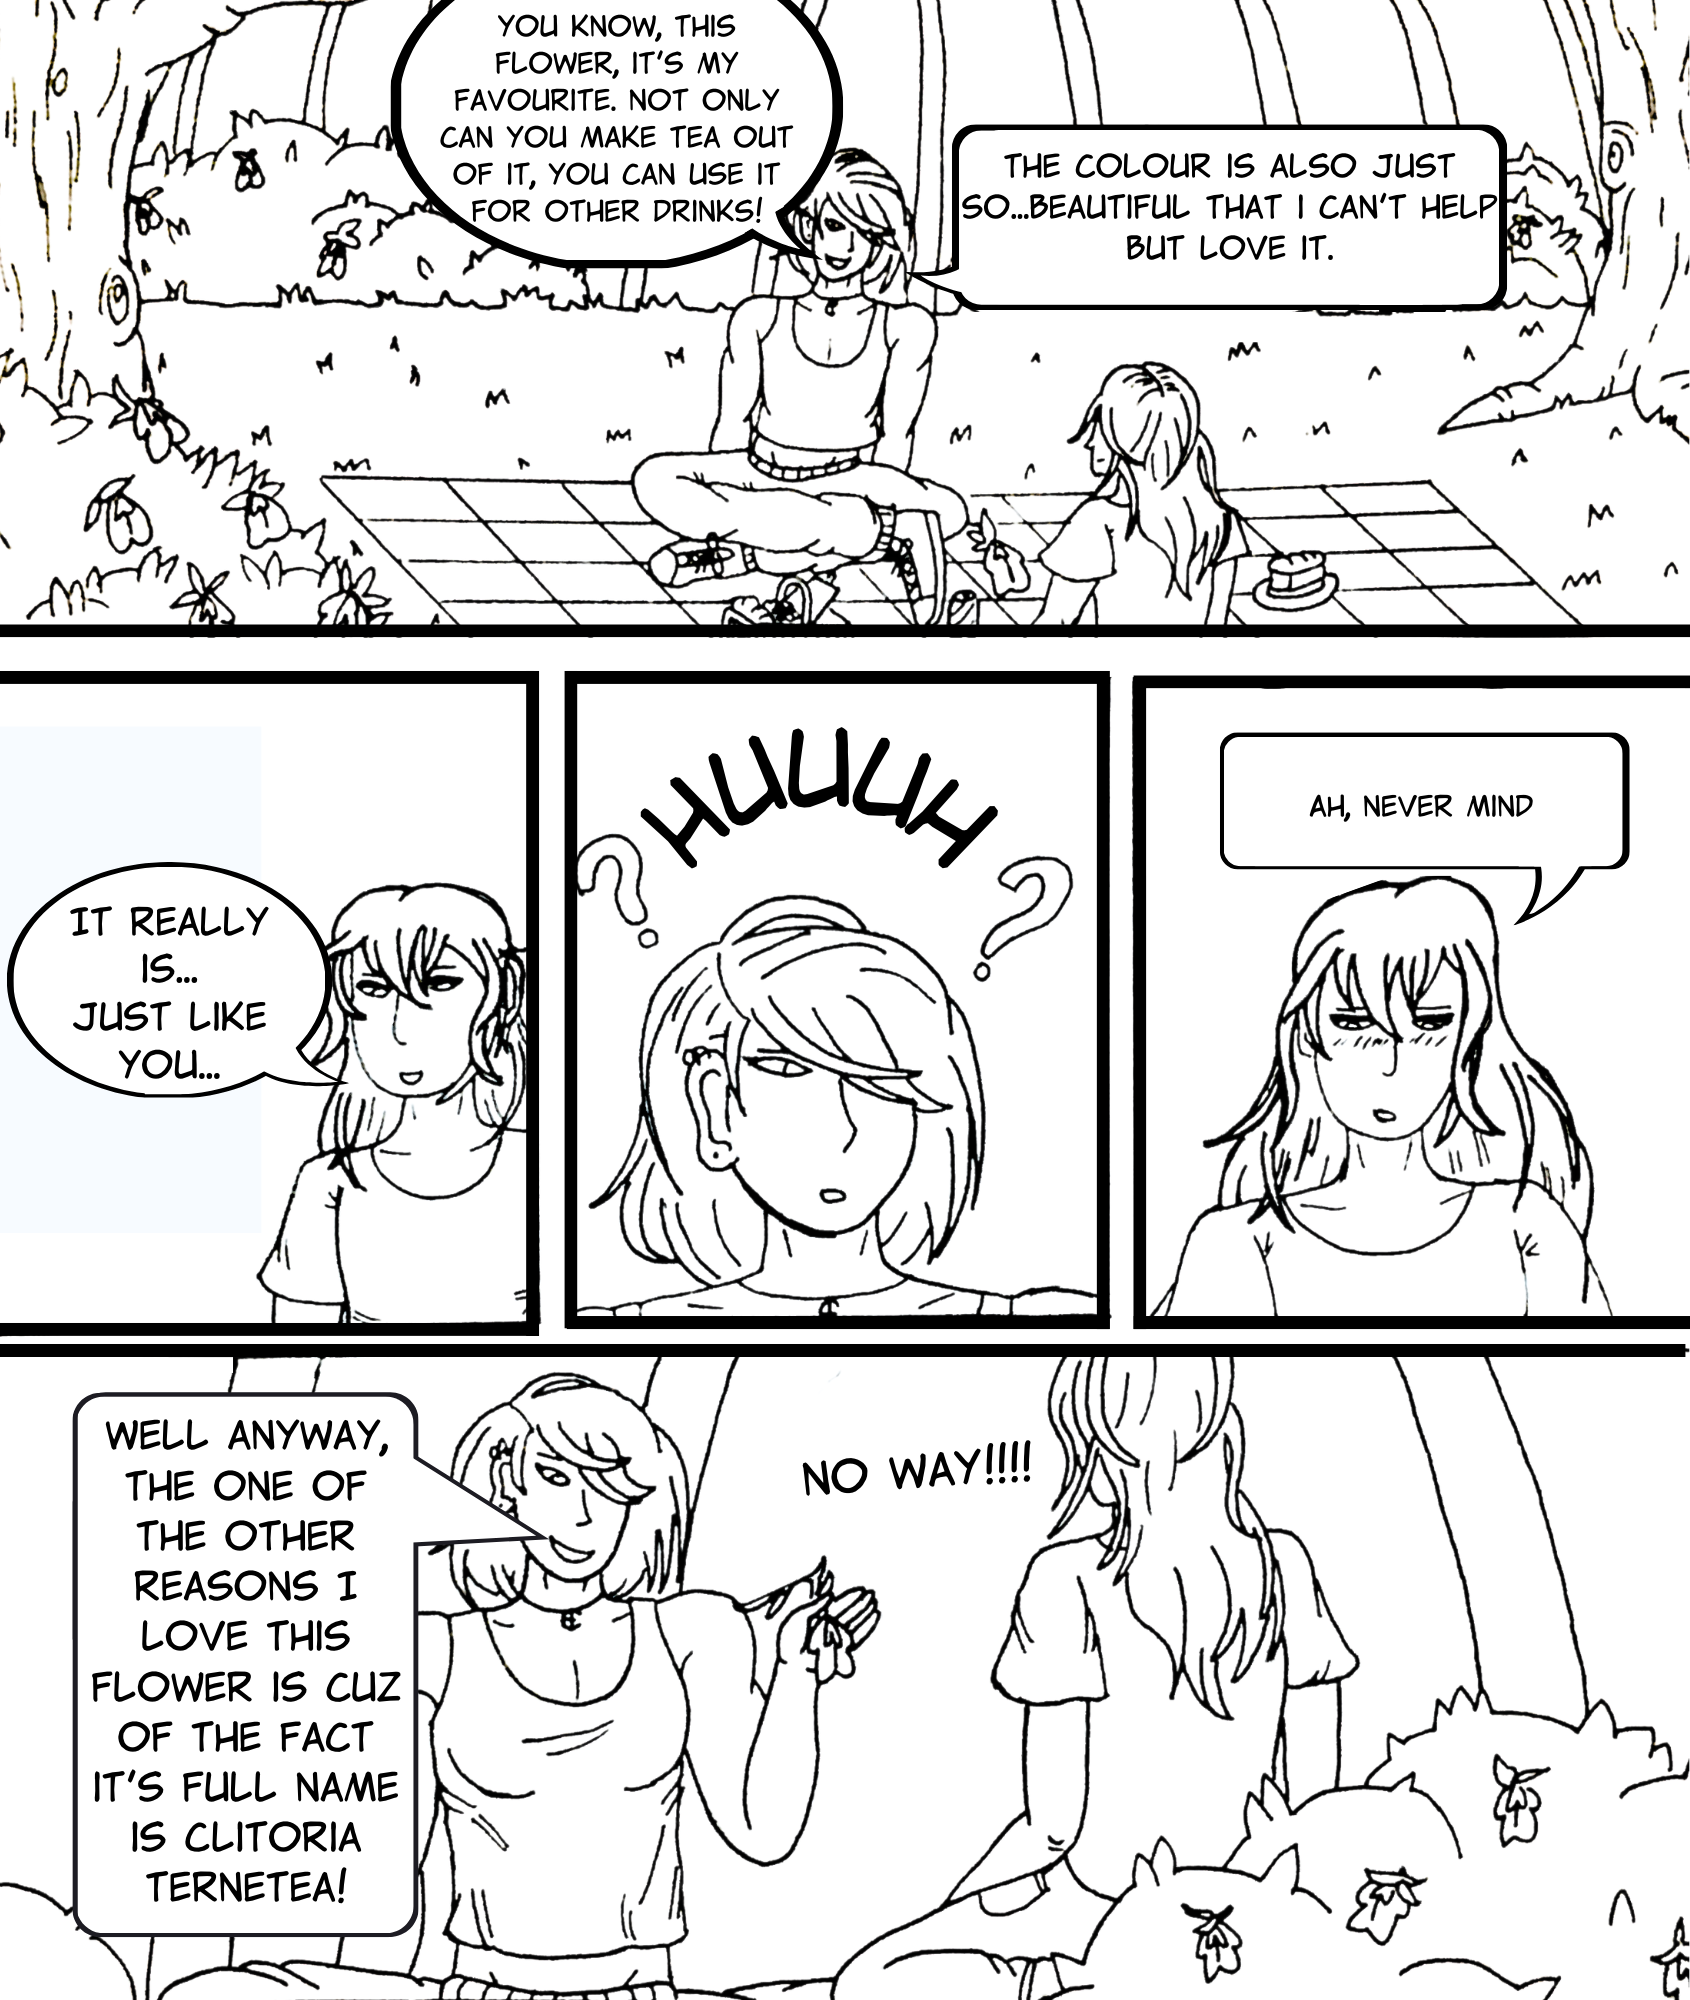 YOU KNOW, THIS
FLOWER, IT'S MY
FAVOURITE. NOT ONLY
CAN YOU MAKE TEA OUT
OF IT, YOU CAN USE IT
FOR OTHER DRINKS!
THE COLOUR IS ALSO JUST
SO...BEAUTIFUL THAT I CAN'T HELP
BUT LOVE IT.
IT REALLY
IS...
JUST LIKE
YOU...
HUUUH
? ?
AH, NEVER MIND
WELL ANYWAY,
THE ONE OF
THE OTHER
REASONS I
LOVE THIS
FLOWER IS CUZ
OF THE FACT
IT'S FULL NAME
IS CLITORIA
TERNETEA!
NO WAY!!!!